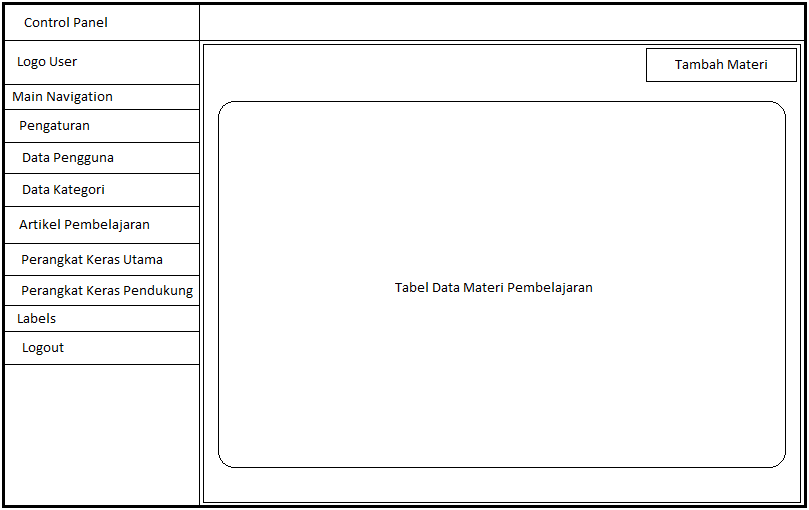 Control Panel
Logo User
Main Navigation
Pengaturan
Data Pengguna
Data Kategori
Artikel Pembelajaran
Perangkat Keras Utama
Perangkat Keras Pendukung
Labels
Logout
Tambah Materi
Tabel Data Materi Pembelajaran